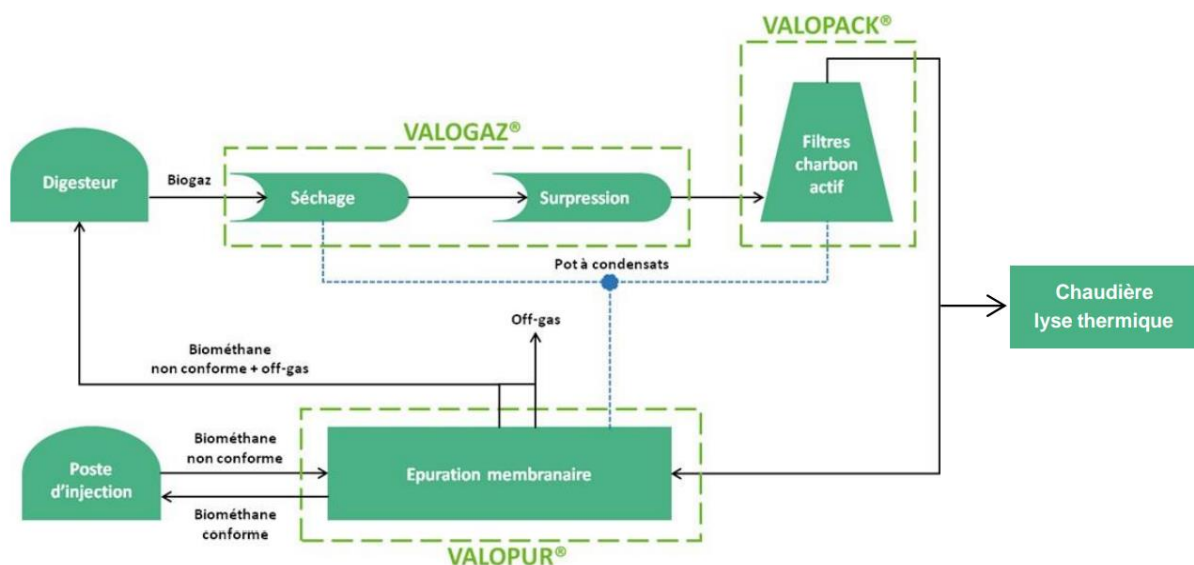 VALOPACK®
VALOGAZ®
Digesteur
Biogaz
Séchage
Surpression
Filtres
charbon
actif
Pot à condensats
Chaudière
lyse thermique
Off-gas
Biométhane
non conforme + off-gas
Poste
d'injection
Biométhane
non conforme
Biométhane
conforme
Epuration membranaire
VALOPUR®